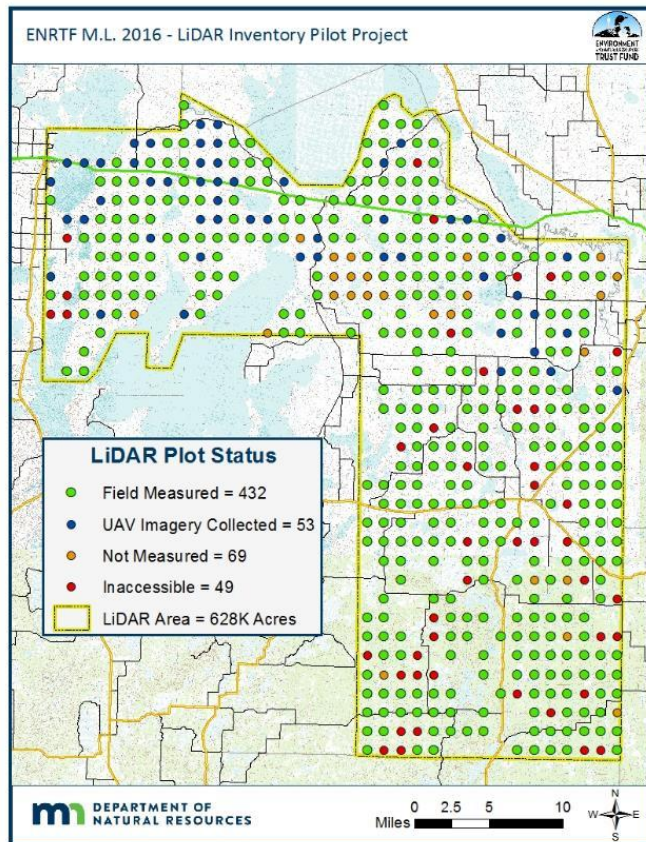 ENRTF M.L. 2016 - LiDAR Inventory Pilot Project
ENVIRONMENT
TRUST FUND
LiDAR Plot Status
Field Measured = 432
UAV Imagery Collected = 53
Not Measured = 69
Inaccessible = 49
LiDAR Area = 628K Acres
DEPARTMENT OF
NATURAL RESOURCES
0 2.5 5 10
Miles
N
W E
S